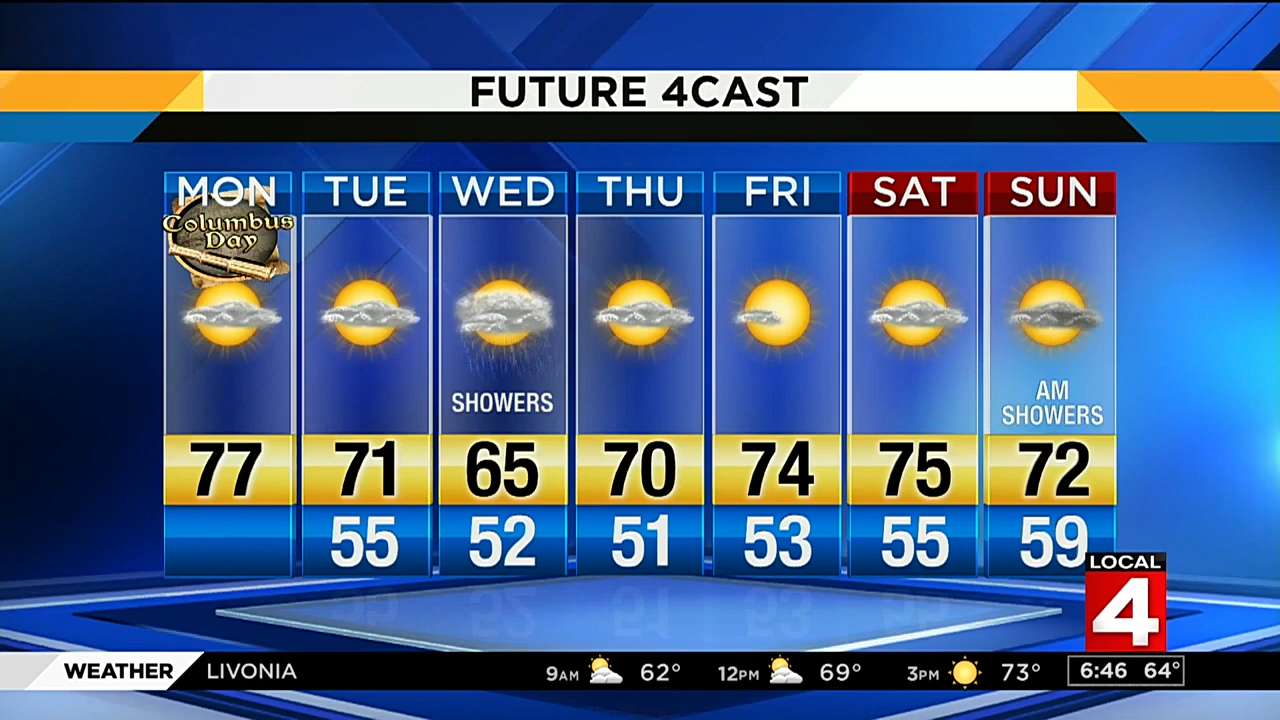 FUTURE 4CAST
MON TUE WED THU FRI SAT SUN
Columbus
Day
SHOWERS
AM
SHOWERS
77 71 65 70 74 75 72
55 52 51 53 55 59
LOCAL
4
WEATHER LIVONIA 9AM 62° 12PM 69° 3PM 73° 6:46 64°